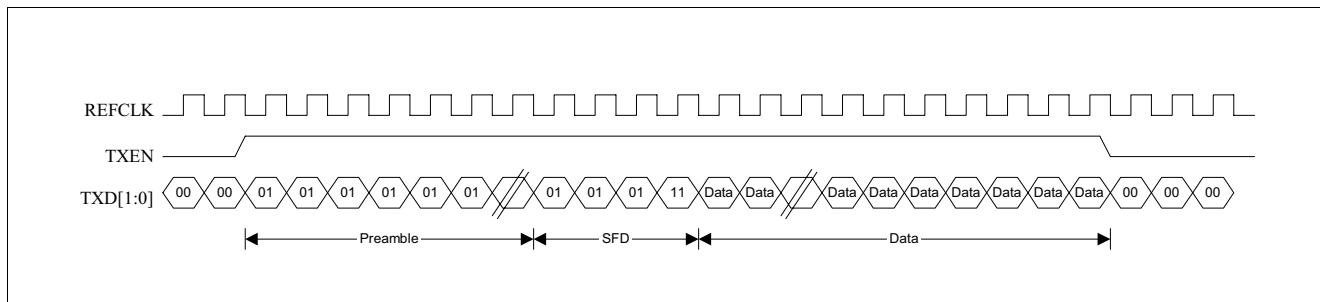 REFCLK
TXEN
TXD[1:0] 00 00 01 01 01 01 01 01 01 01 01 11 Data Data Data Data Data Data Data Data Data 00 00 00
Preamble SFD Data